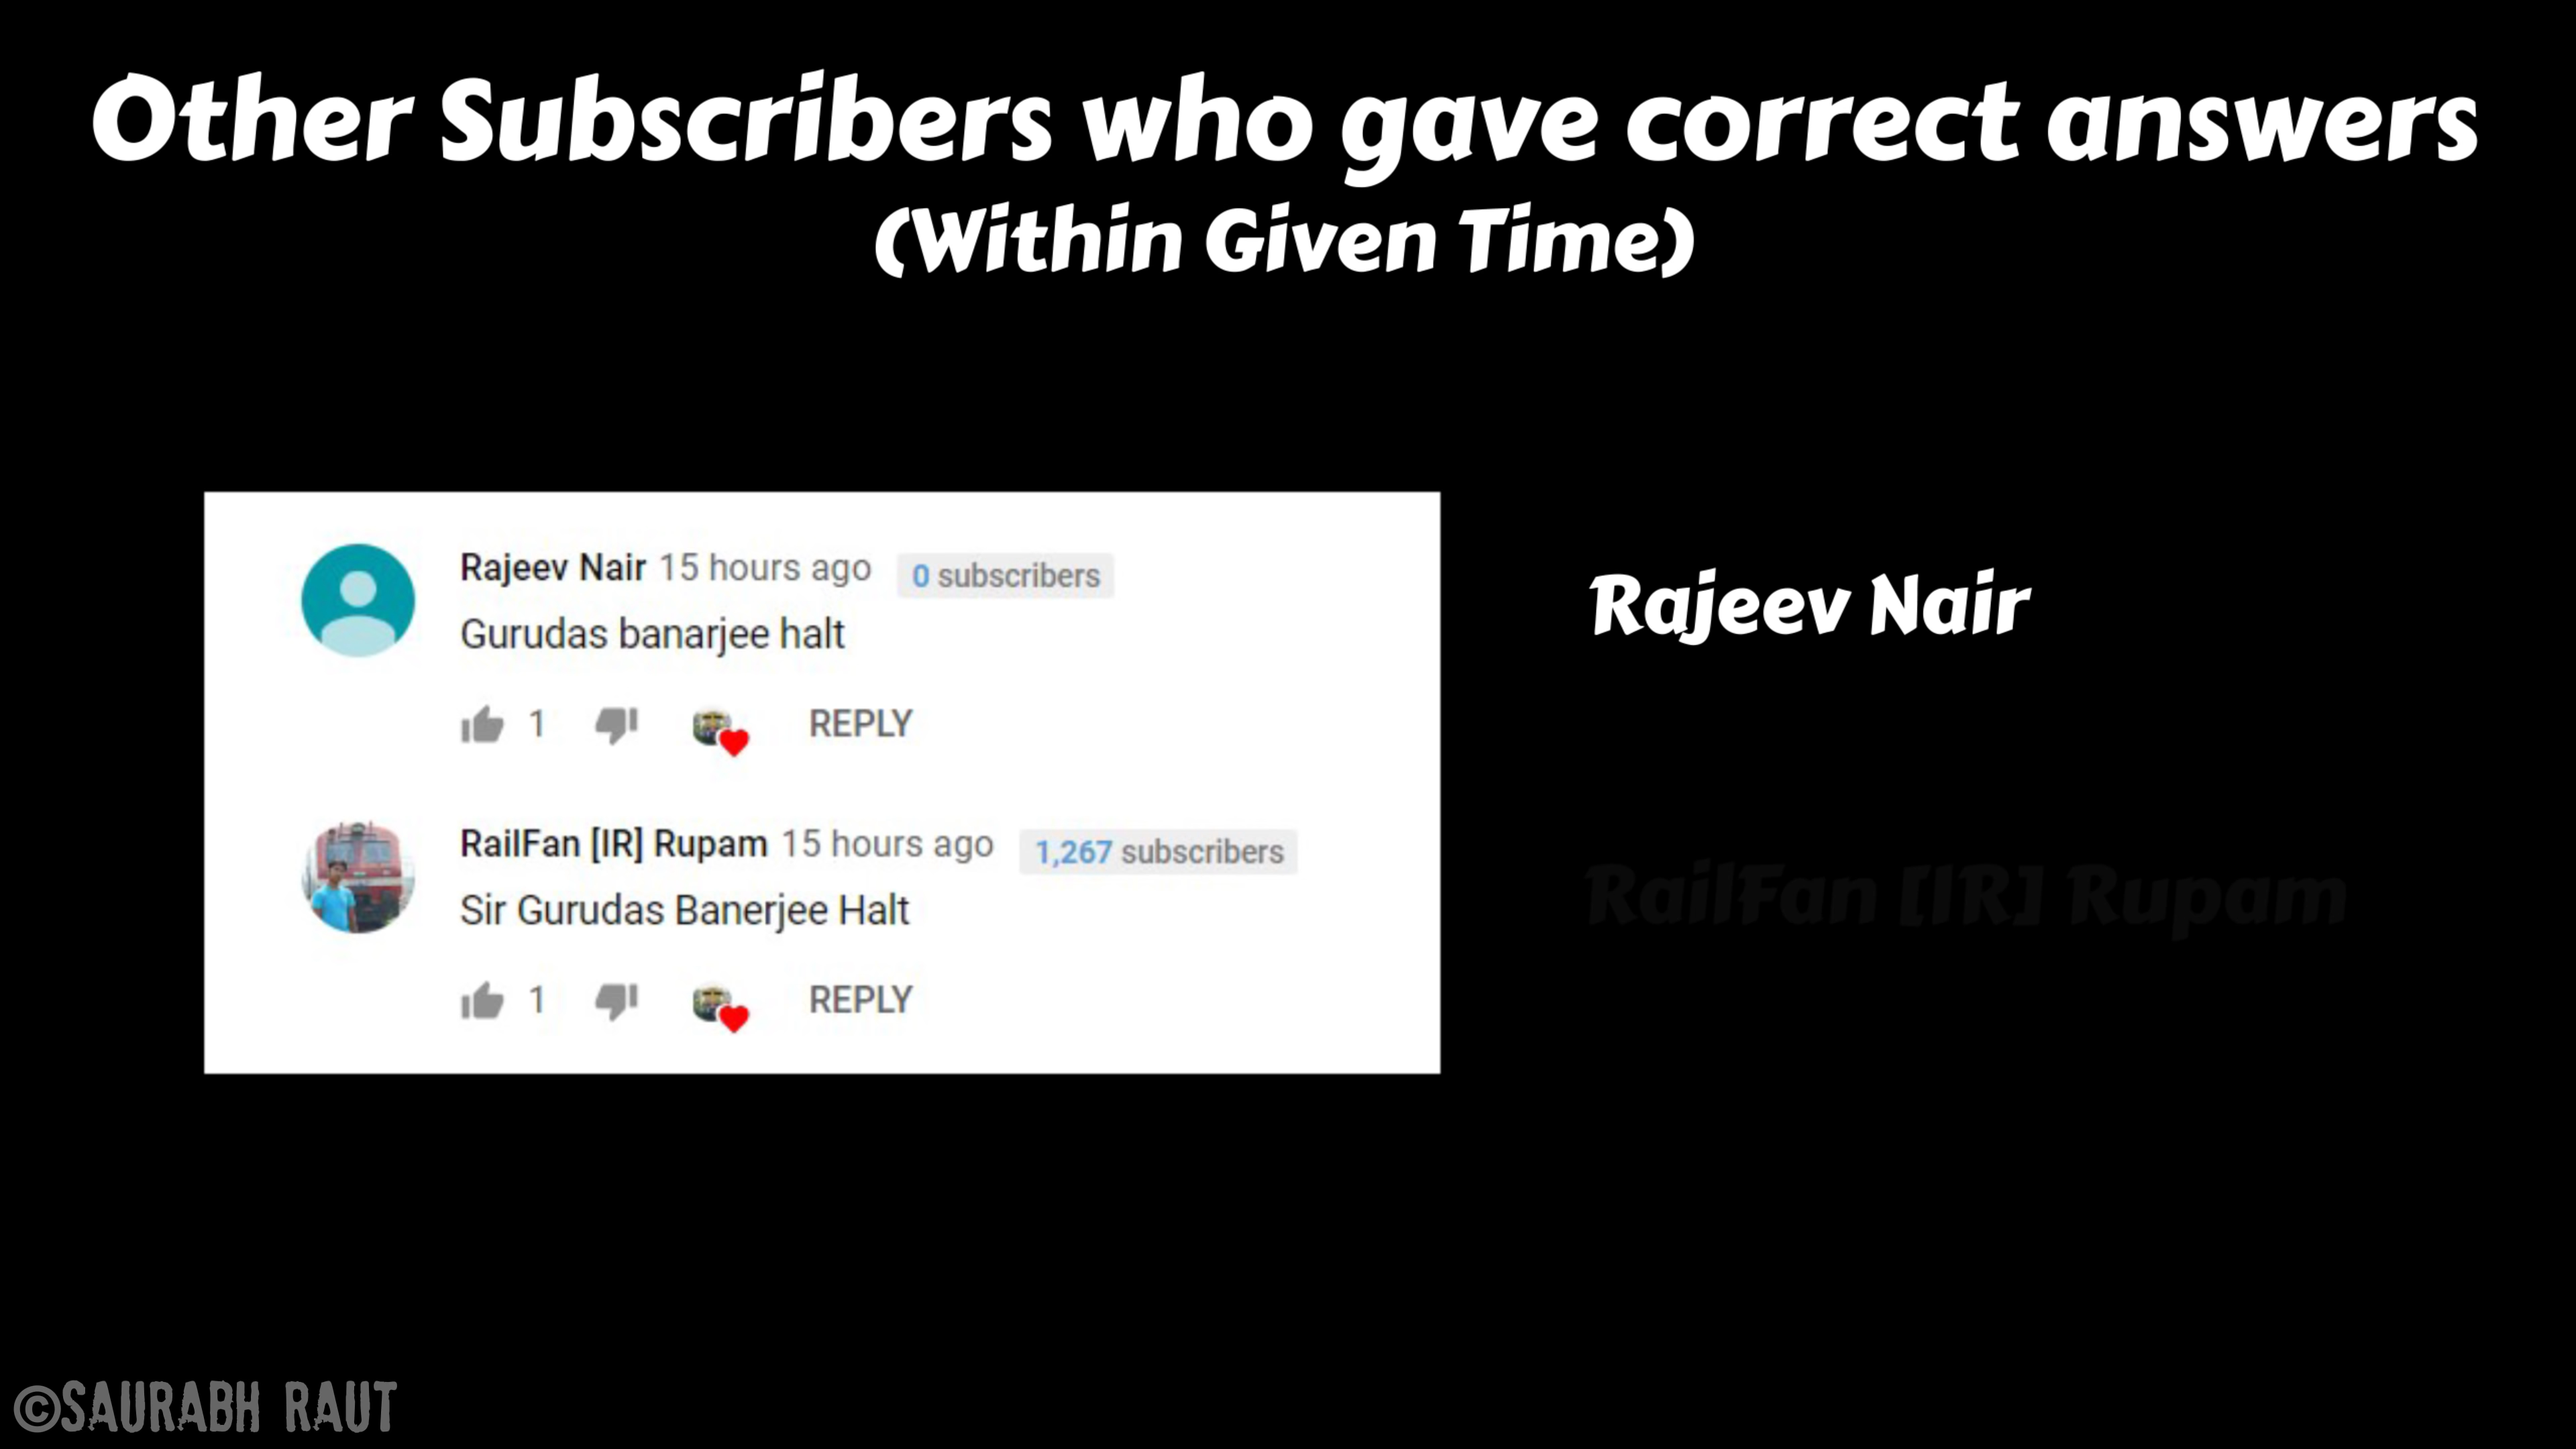 Other Subscribers who gave correct answers
(Within Given Time)
Rajeev Nair 15 hours ago 0 subscribers
Gurudas banarjee halt
1 REPLY
RailFan [IR] Rupam 15 hours ago 1,267 subscribers
Sir Gurudas Banerjee Halt
1 REPLY
Rajeev Nair
RailFan [IR] Rupam
©SAURABH RAUT